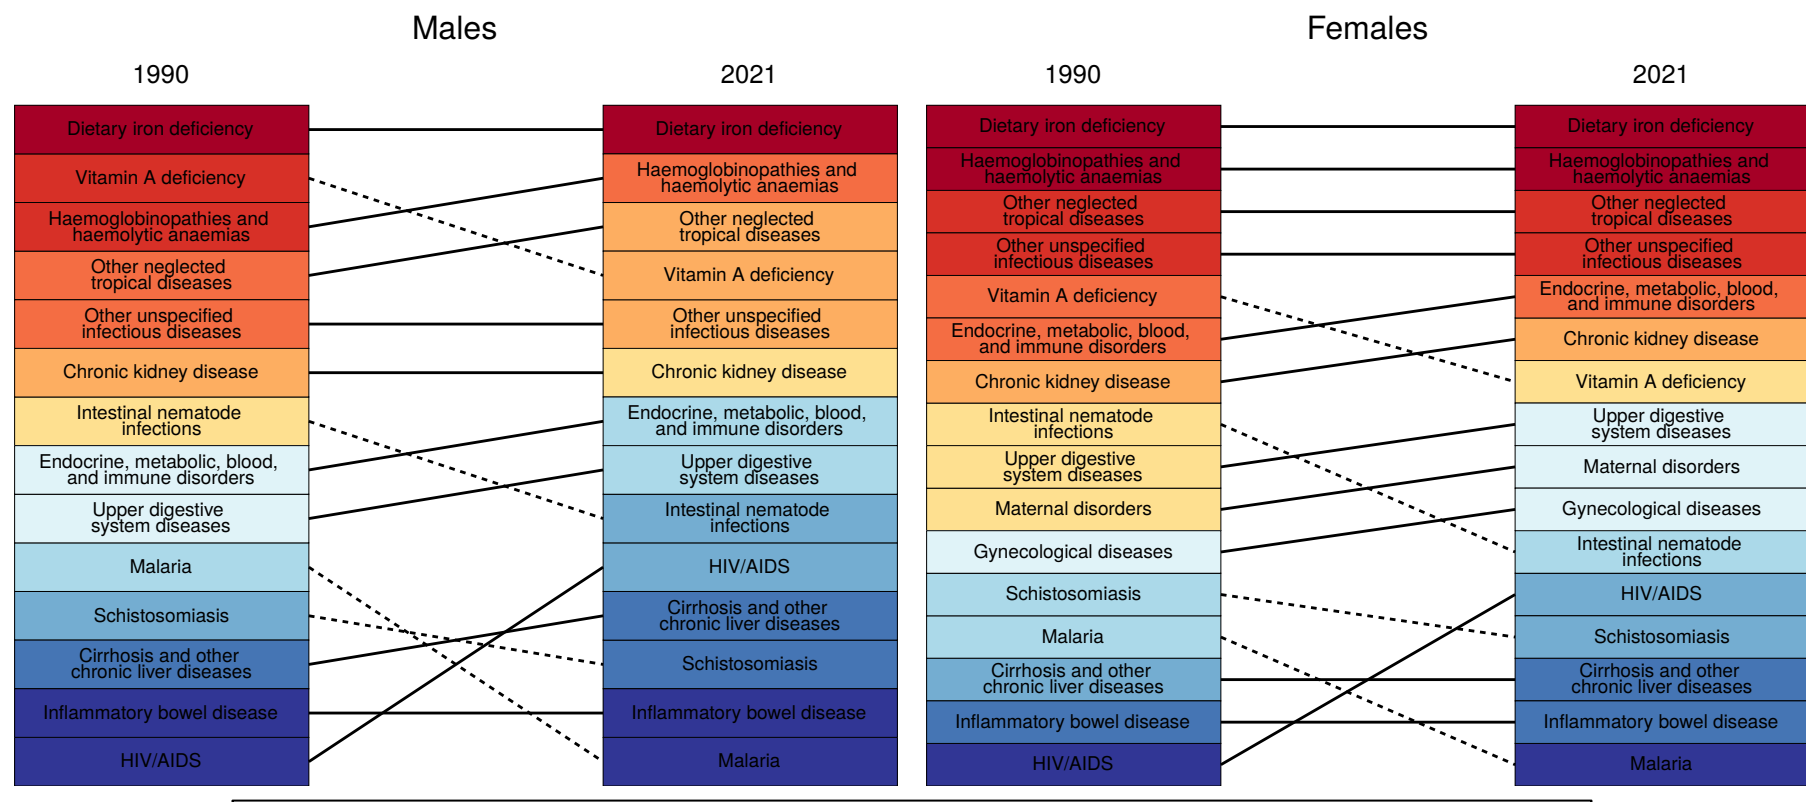 Males
1990
Dietary iron deficiency
Vitamin A deficiency
Haemoglobinopathies and
haemolytic anaemias
Other neglected
tropical diseases
Other unspecified
infectious diseases
Chronic kidney disease
Intestinal nematode
infections
Endocrine, metabolic, blood,
and immune disorders
Upper digestive
system diseases
Malaria
Schistosomiasis
Cirrhosis and other
chronic liver diseases
Inflammatory bowel disease
HIV/AIDS
2021
Dietary iron deficiency
Haemoglobinopathies and
haemolytic anaemias
Other neglected
tropical diseases
Vitamin A deficiency
Other unspecified
infectious diseases
Chronic kidney disease
Endocrine, metabolic, blood,
and immune disorders
Upper digestive
system diseases
Intestinal nematode
infections
HIV/AIDS
Cirrhosis and other
chronic liver diseases
Schistosomiasis
Inflammatory bowel disease
Malaria
Females
1990
Dietary iron deficiency
Haemoglobinopathies and
haemolytic anaemias
Other neglected
tropical diseases
Other unspecified
infectious diseases
Vitamin A deficiency
Endocrine, metabolic, blood,
and immune disorders
Chronic kidney disease
Intestinal nematode
infections
Upper digestive
system diseases
Maternal disorders
Gynecological diseases
Schistosomiasis
Malaria
Cirrhosis and other
chronic liver diseases
Inflammatory bowel disease
HIV/AIDS
2021
Dietary iron deficiency
Haemoglobinopathies and
haemolytic anaemias
Other neglected
tropical diseases
Other unspecified
infectious diseases
Endocrine, metabolic, blood,
and immune disorders
Chronic kidney disease
Vitamin A deficiency
Upper digestive
system diseases
Maternal disorders
Gynecological diseases
Intestinal nematode
infections
HIV/AIDS
Schistosomiasis
Cirrhosis and other
chronic liver diseases
Inflammatory bowel disease
Malaria